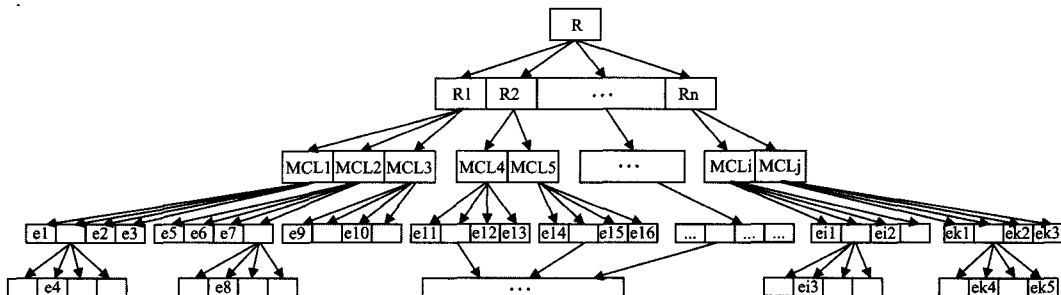 R
R1 R2 ... Rn
MCL1 MCL2 MCL3 MCL4 MCL5 ... MCLi MCLj
e1 e2 e3 e5 e6 e7 e9 e10 e11 e12 e13 e14 e15 e16 ... ... ... ei1 ei2 ek1 ek2 ek3
e4 e8 ... ei3 ek4 ek5